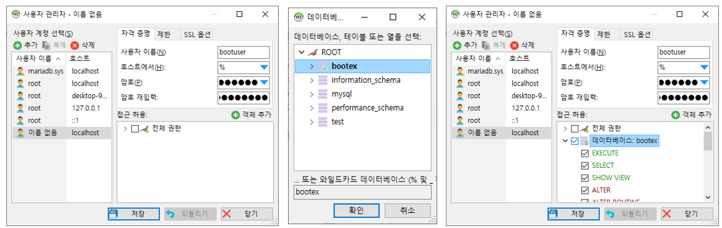 사용자 관리자 - 이름 없음
사용자 계정 선택(S):
추가 복제 삭제
사용자 이름 호스트
mariadb.sys localhost
root localhost
root desktop-9...
root 127.0.0.1
root ::1
이름 없음 localhost
자격 증명 제한 SSL 옵션
사용자 이름(N) bootuser
호스트에서(H): %
암호(P)
암호 재입력:
접근 허용: 객체 추가
전체 권한
저장 되돌리기 닫기
데이터베...
데이터베이스, 테이블 또는 열을 선택:
ROOT
bootex
information_schema
mysql
performance_schema
test
... 또는 와일드카드 데이터베이스 (% 및 _
bootex
확인 취소
사용자 관리자 - 이름 없음
사용자 계정 선택(S):
추가 복제 삭제
사용자 이름 호스트
mariadb.sys localhost
root localhost
root desktop-9...
root 127.0.0.1
root ::1
이름 없음 localhost
자격 증명 제한 SSL 옵션
사용자 이름(N) bootuser
호스트에서(H): %
암호(P)
암호 재입력:
접근 허용: 객체 추가
전체 권한
데이터베이스: bootex
EXECUTE
SELECT
SHOW VIEW
ALTER
ALTER ROUTINE
저장 되돌리기 닫기